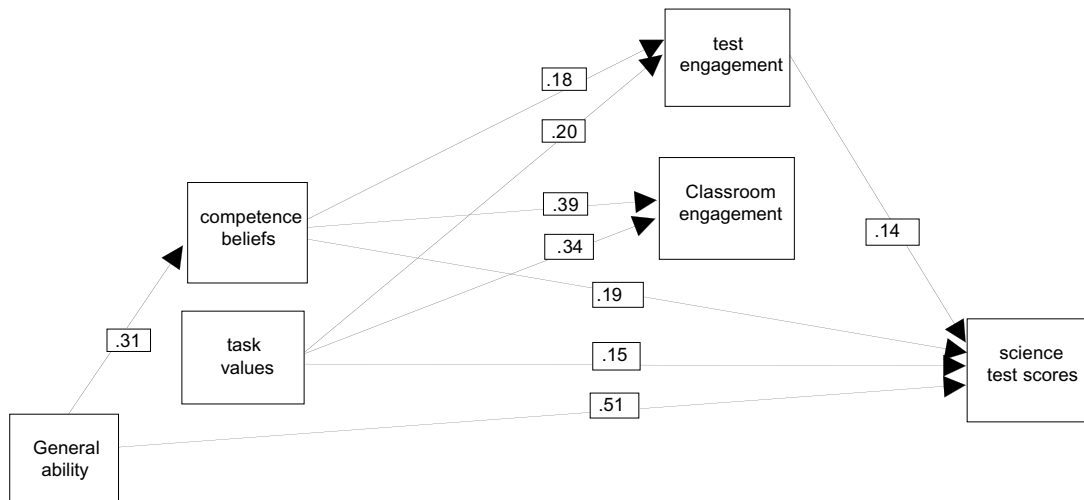 test
engagement
.18
.20
Classroom
engagement
competence
beliefs
.39
.34
.14
.19
.31
task
values
.15
science
test scores
.51
General
ability